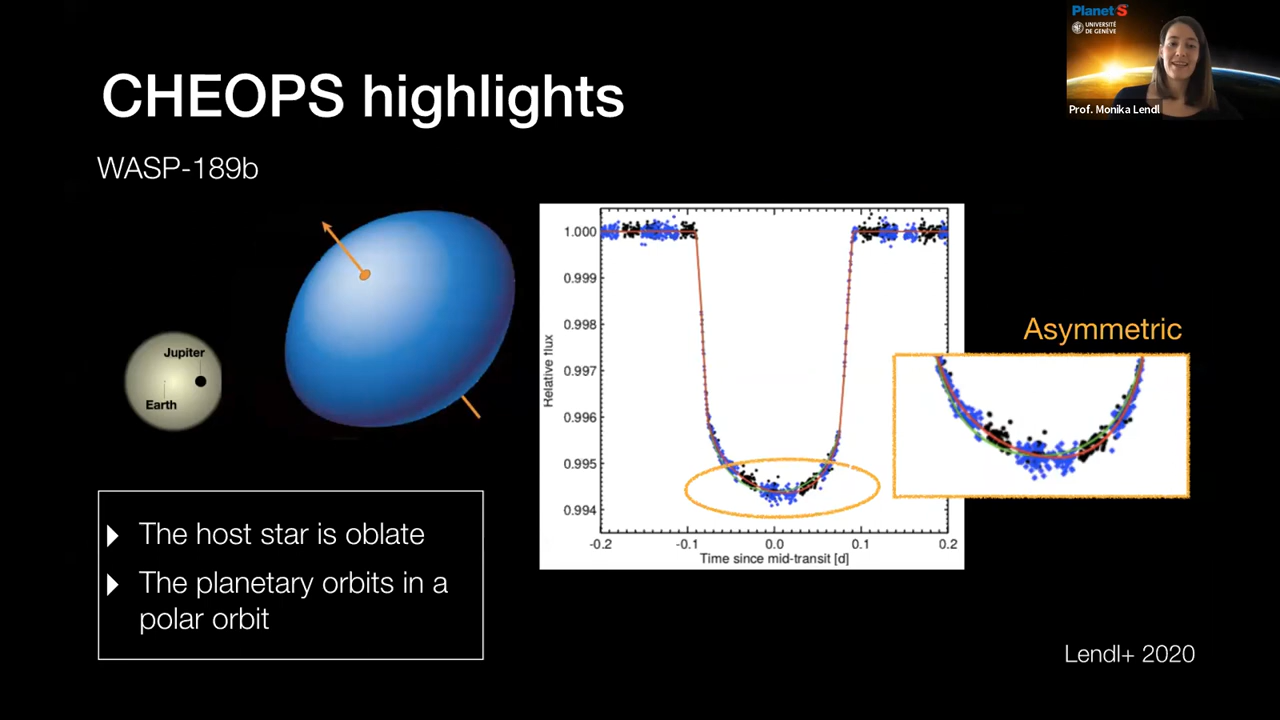 Planet S
UNIVERSITÉ
DE GENÈVE
Prof. Monika Lendl
CHEOPS highlights
WASP-189b
Jupiter
Earth
The host star is oblate
The planetary orbits in a
polar orbit
1.000
0.999
0.998
0.997
0.996
0.995
0.994
Relative flux
-0.2
-0.1
0.0
0.1
0.2
Time since mid-transit [d]
Asymmetric
Lendl+ 2020